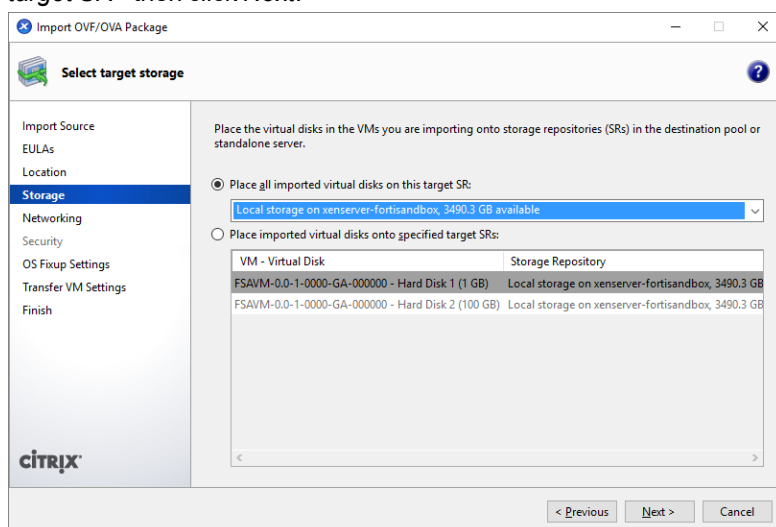 Import OVF/OVA Package
Select target storage
Import Source
EULAs
Location
Storage
Networking
Security
OS Fixup Settings
Transfer VM Settings
Finish
CİTRIX
Place the virtual disks in the VMs you are importing onto storage repositories (SRs) in the destination pool or
standalone server.
Place all imported virtual disks on this target SR:
Local storage on xenserver-fortisandbox, 3490.3 GB available
Place imported virtual disks onto specified target SRs:
VM - Virtual Disk Storage Repository
FSAVM-0.0-1-0000-GA-000000 - Hard Disk 1 (1 GB) Local storage on xenserver-fortisandbox, 3490.3 GB
FSAVM-0.0-1-0000-GA-000000 - Hard Disk 2 (100 GB) Local storage on xenserver-fortisandbox, 3490.3 GB
< Previous Next > Cancel